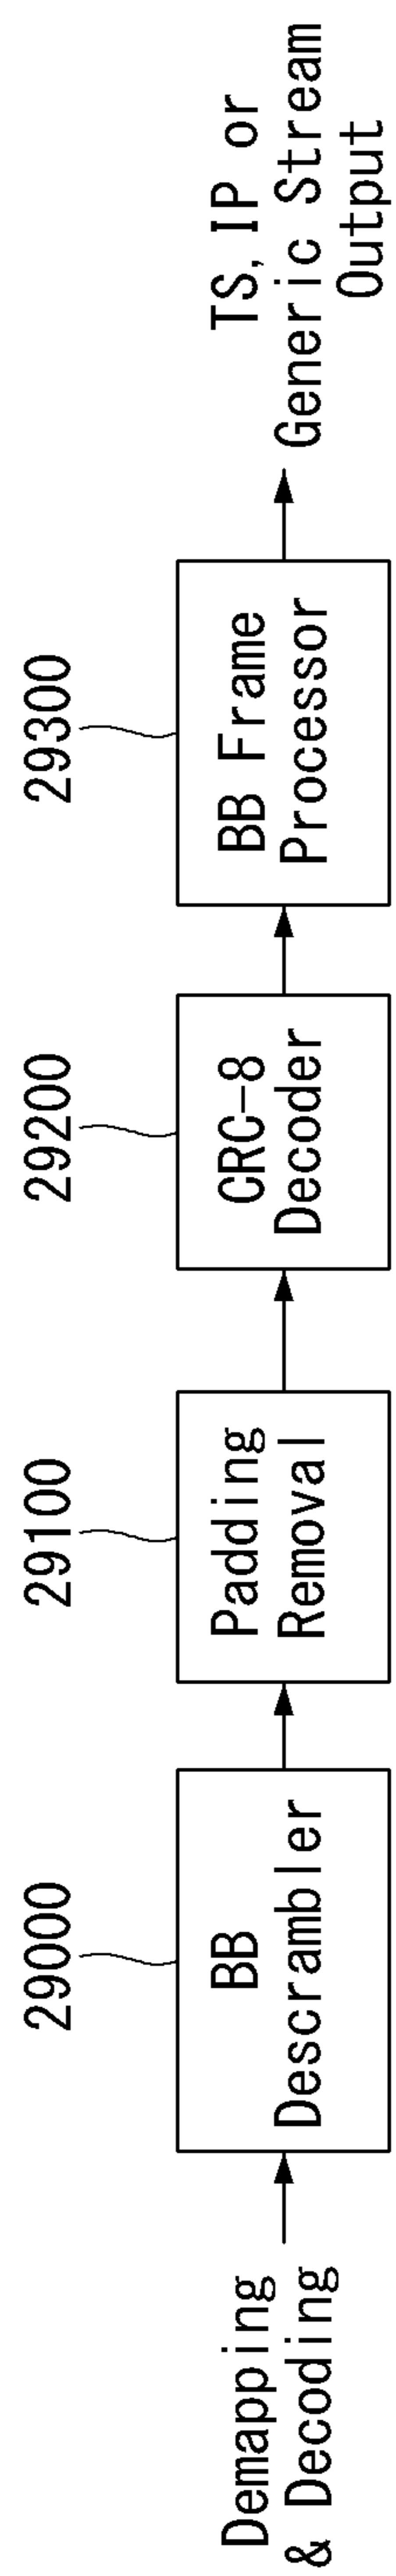 Demapping
& Decoding
29000
BB
Descrambler
29100
Padding
Removal
29200
CRC-8
Decoder
29300
BB Frame
Processor
TS, IP or
Generic Stream
Output